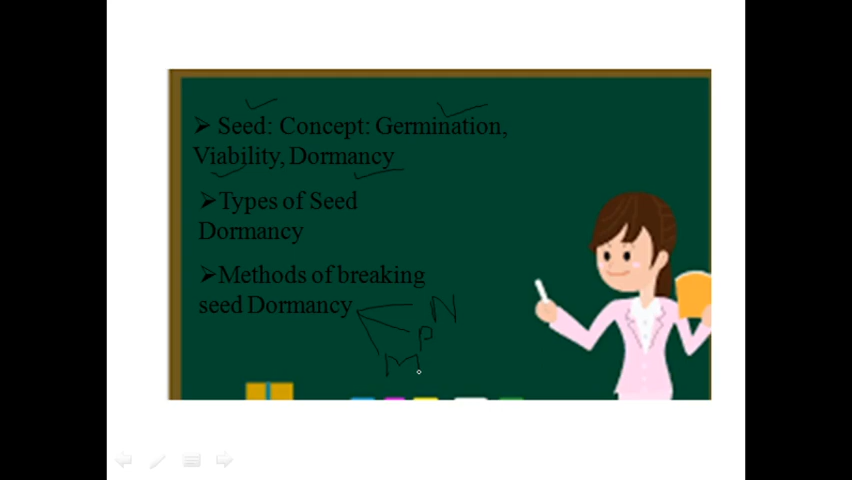 ➢ Seed: Concept: Germination,
Viability, Dormancy
➢Types of Seed
Dormancy
➢Methods of breaking
seed Dormancy
N
P
M